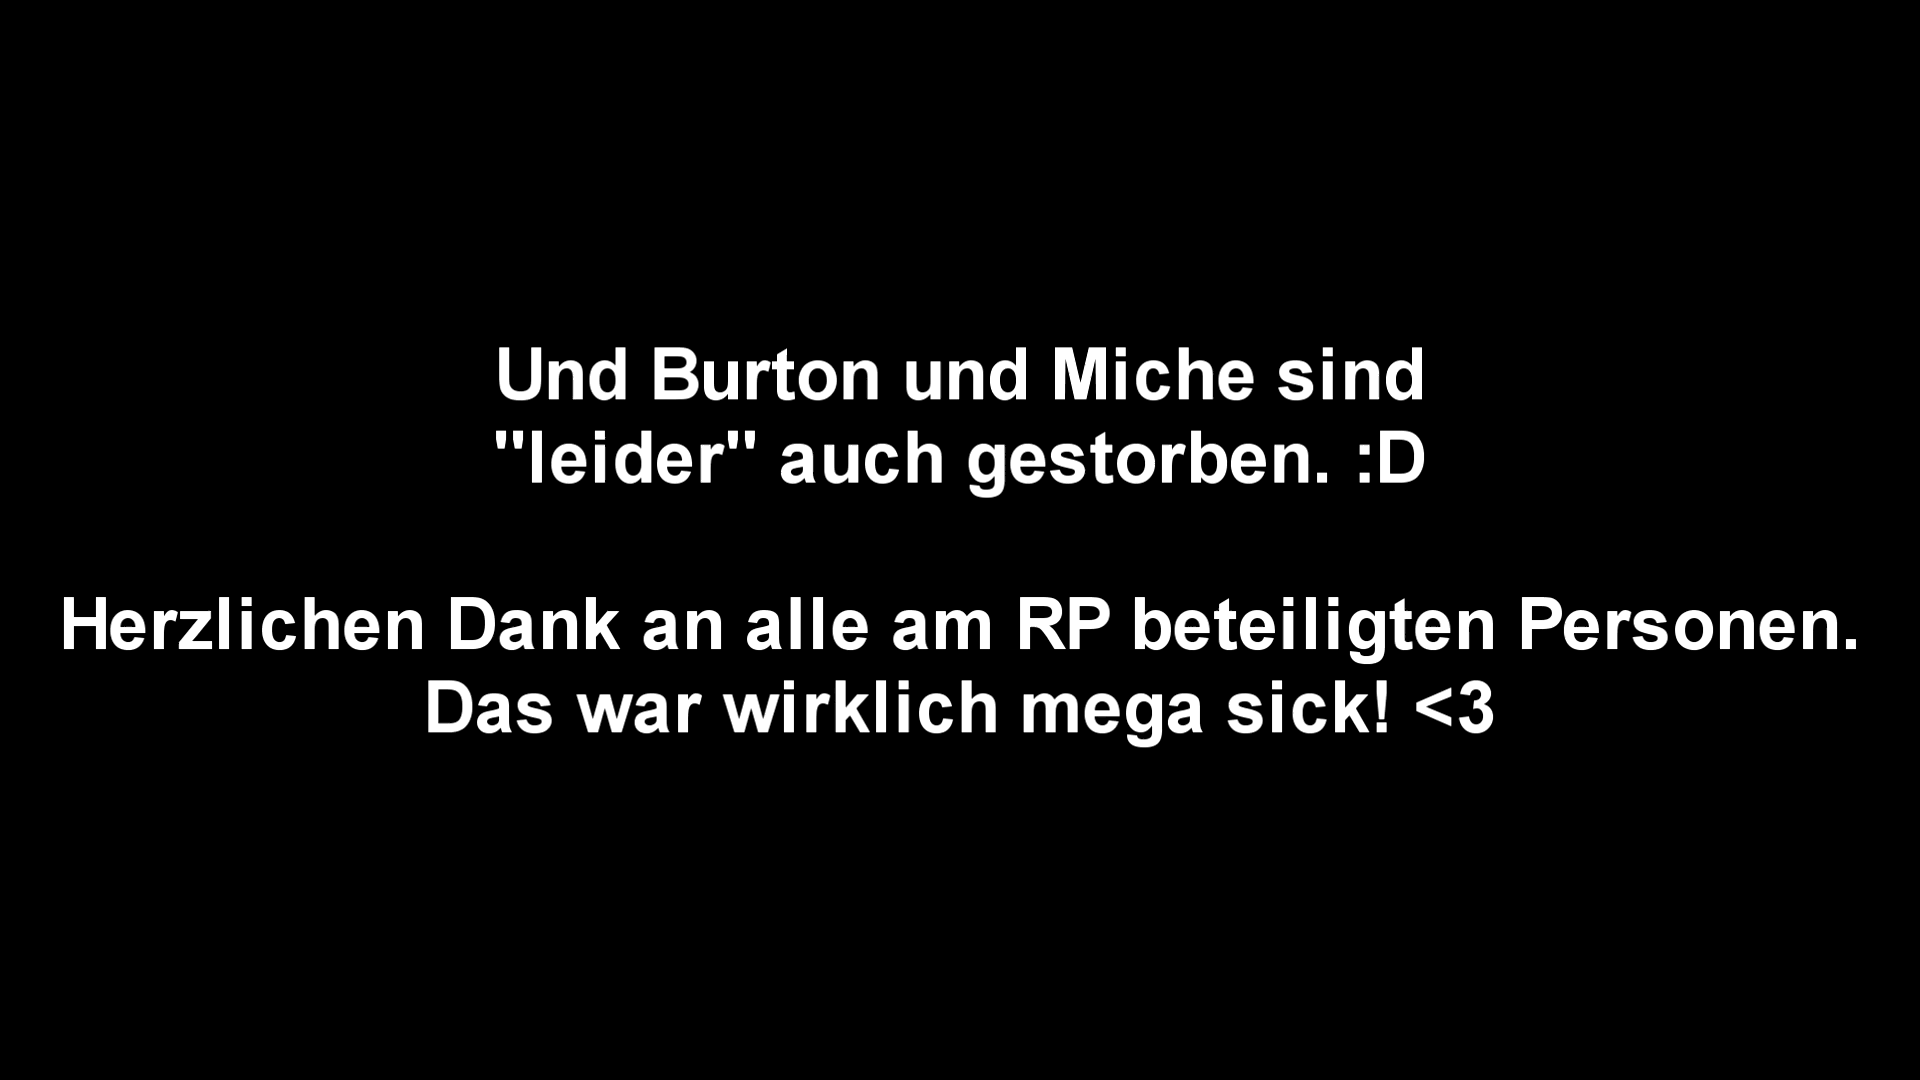 Und Burton und Miche sind
"leider" auch gestorben. :D
Herzlichen Dank an alle am RP beteiligten Personen.
Das war wirklich mega sick! <3